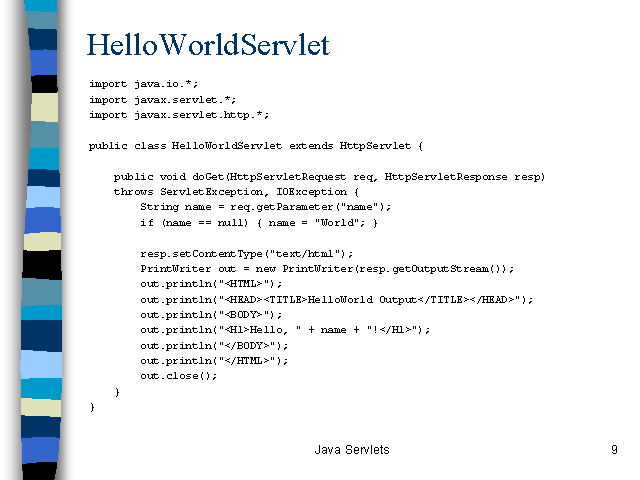 HelloWorldServlet
import java.io.*;
import javax.servlet.*;
import javax.servlet.http.*;
public class HelloWorldServlet extends HttpServlet {
public void doGet(HttpServletRequest req, HttpServletResponse resp)
throws ServletException, IOException {
String name = req.getParameter("name");
if (name == null) { name = "World"; }
resp.setContentType("text/html");
PrintWriter out = new PrintWriter(resp.getOutputStream());
out.println("<HTML>");
out.println("<HEAD><TITLE>HelloWorld Output</TITLE></HEAD>");
out.println("<BODY>");
out.println("<H1>Hello, " + name + "!</H1>");
out.println("</BODY>");
out.println("</HTML>");
out.close();
}
}
Java Servlets 9